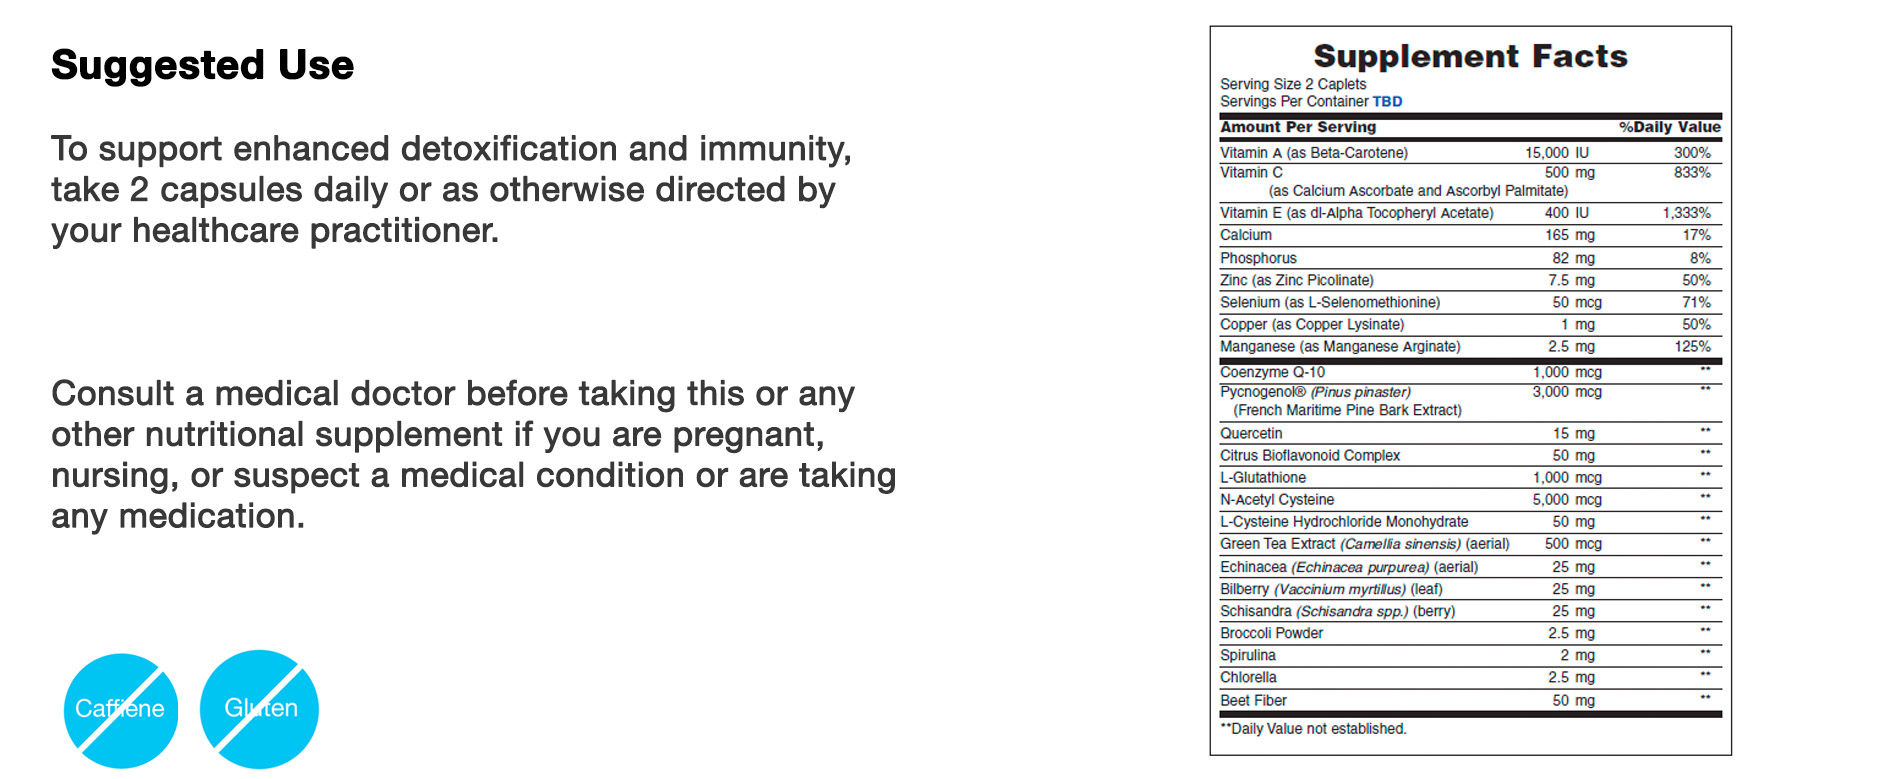 Suggested Use
To support enhanced detoxification and immunity,
take 2 capsules daily or as otherwise directed by
your healthcare practitioner.
Consult a medical doctor before taking this or any
other nutritional supplement if you are pregnant,
nursing, or suspect a medical condition or are taking
any medication.
Caffiene
Gluten
Supplement Facts
Serving Size 2 Caplets
Servings Per Container TBD
Amount Per Serving %Daily Value
Vitamin A (as Beta-Carotene) 15,000 IU 300%
Vitamin C 500 mg 833%
(as Calcium Ascorbate and Ascorbyl Palmitate)
Vitamin E (as dl-Alpha Tocopheryl Acetate) 400 IU 1,333%
Calcium 165 mg 17%
Phosphorus 82 mg 8%
Zinc (as Zinc Picolinate) 7.5 mg 50%
Selenium (as L-Selenomethionine) 50 mcg 71%
Copper (as Copper Lysinate) 1 mg 50%
Manganese (as Manganese Arginate) 2.5 mg 125%
Coenzyme Q-10 1,000 mcg **
Pycnogenol® (Pinus pinaster) 3,000 mcg **
(French Maritime Pine Bark Extract)
Quercetin 15 mg **
Citrus Bioflavonoid Complex 50 mg **
L-Glutathione 1,000 mcg **
N-Acetyl Cysteine 5,000 mcg **
L-Cysteine Hydrochloride Monohydrate 50 mg **
Green Tea Extract (Camellia sinensis) (aerial) 500 mcg **
Echinacea (Echinacea purpurea) (aerial) 25 mg **
Bilberry (Vaccinium myrtillus) (leaf) 25 mg **
Schisandra (Schisandra spp.) (berry) 25 mg **
Broccoli Powder 2.5 mg **
Spirulina 2 mg **
Chlorella 2.5 mg **
Beet Fiber 50 mg **
**Daily Value not established.